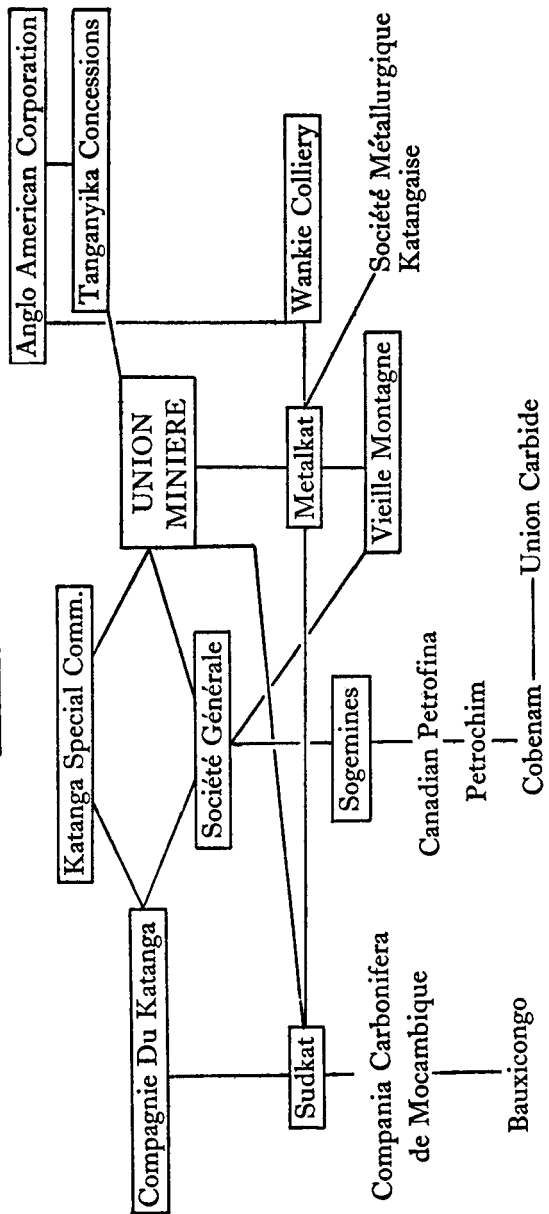 Anglo American Corporation
Tanganyika Concessions
Katanga Special Comm.
UNION
MINIERE
Compagnie Du Katanga
Société Générale
Wankie Colliery
Metalkat
Sudkat
Société Métallurgique
Katangaise
Vieille Montagne
Sogemines
Compania Carbonifera
de Mocambique
Canadian Petrofina
Petrochim
Bauxicongo
Cobenam
Union Carbide